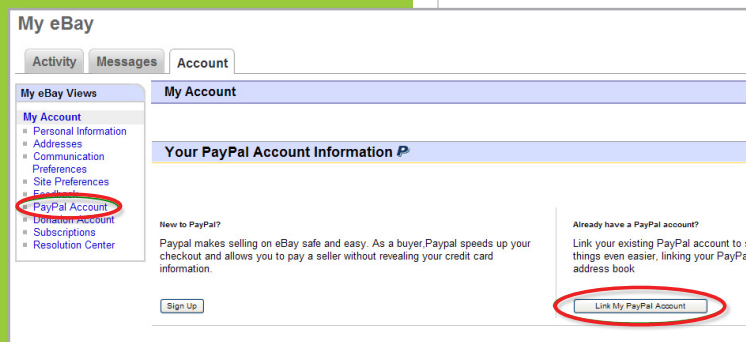 My eBay
Activity
Messages
Account
My eBay Views
My Account
Personal Information
Addresses
Communication
Preferences
Site Preferences
Feedback
PayPal Account
Donation Account
Subscriptions
Resolution Center
My Account
Your PayPal Account Information
New to PayPal?
Paypal makes selling on eBay safe and easy. As a buyer,Paypal speeds up your
checkout and allows you to pay a seller without revealing your credit card
information.
Sign Up
Already have a PayPal account?
Link your existing PayPal account to
things even easier, linking your
address book
Link My PayPal Account